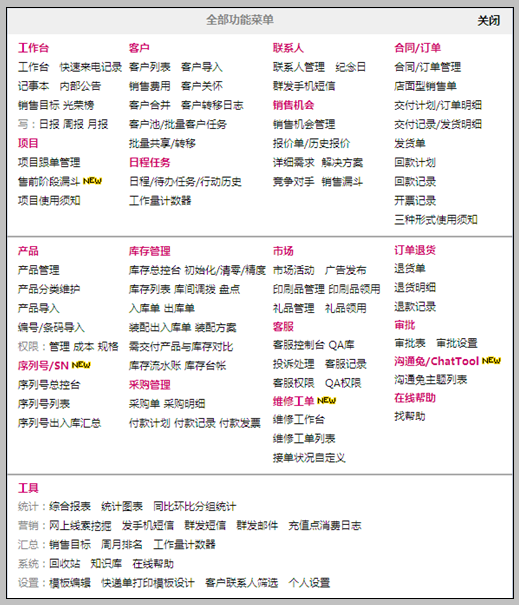 全部功能菜单 关闭
工作台
工作台 快速来电记录
记事本 内部公告
销售目标 光荣榜
写：日报 周报 月报
项目
项目跟单管理
售前阶段漏斗 NEW
项目使用须知
客户
客户列表 客户导入
销售费用 客户关怀
客户合并 客户转移日志
客户池/批量客户任务
批量共享/转移
日程任务
日程/待办任务/行动历史
工作量计数器
联系人
联系人管理 纪念日
群发手机短信
销售机会
销售机会管理
报价单/历史报价
详细需求 解决方案
竞争对手 销售漏斗
合同/订单
合同/订单管理
店面型销售单
交付计划/订单明细
交付记录/发货明细
发货单
回款计划
回款记录
开票记录
三种形式使用须知
产品
产品管理
产品分类维护
产品导入
编号/条码导入
权限：管理 成本 规格
序列号/SN NEW
序列号总控台
序列号列表
序列号出入库汇总
库存管理
库存总控台 初始化/清零/精度
库存列表 库间调拨 盘点
入库单 出库单
装配出入库单 装配方案
需交付产品与库存对比
库存流水账 库存台帐
采购管理
采购单 采购明细
付款计划 付款记录 付款发票
市场
市场活动 广告发布
印刷品管理 印刷品领用
礼品管理 礼品领用
客服
客服控制台 QA库
投诉处理 客服记录
客服权限 QA权限
维修工单 NEW
维修工作台
维修工单列表
接单状况自定义
订单退货
退货单
退货明细
退款记录
审批
审批表 审批设置
沟通兔/ChatTool NEW
沟通兔主题列表
在线帮助
找帮助
工具
统计：综合报表 统计图表 同比环比分组统计
营销：网上线索挖掘 发手机短信 群发短信 群发邮件 充值点消费日志
汇总：销售目标 周月排名 工作量计数器
系统：回收站 知识库 在线帮助
设置：模板编辑 快递单打印模板设计 客户联系人筛选 个人设置